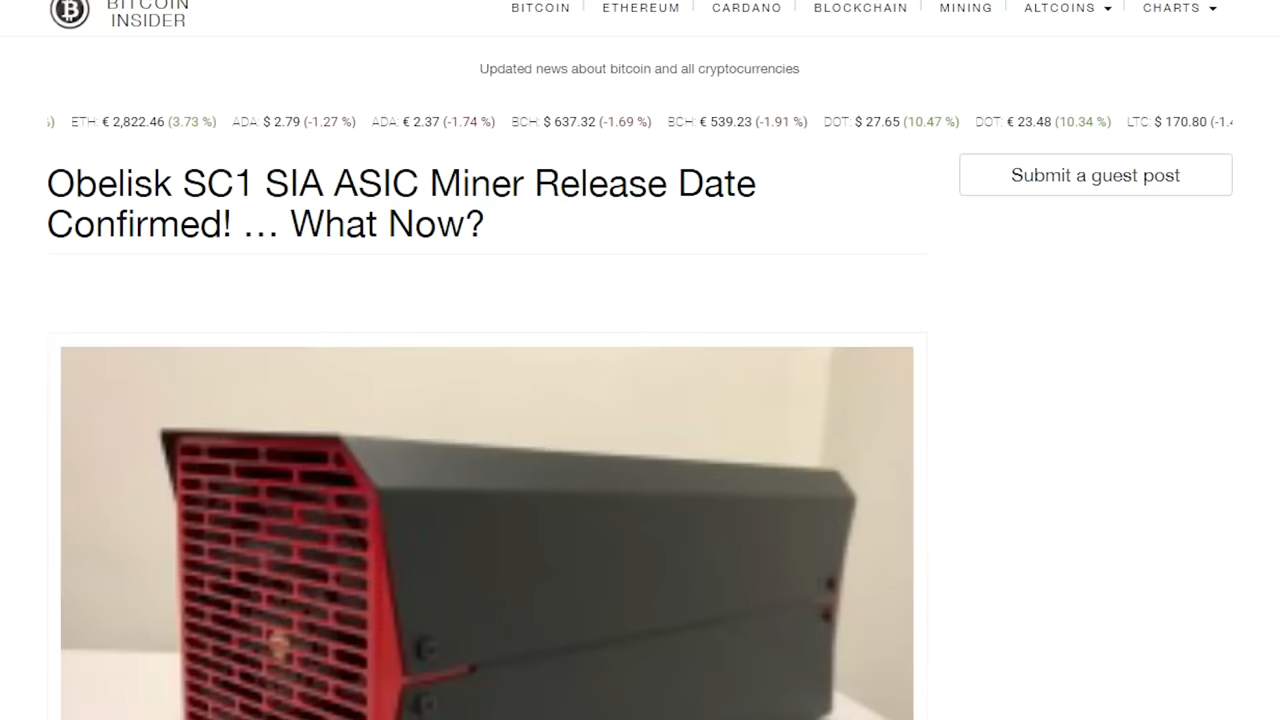 BITCOIN
INSIDER
BITCOIN ETHEREUM CARDANO BLOCKCHAIN MINING ALTCOINS CHARTS
Updated news about bitcoin and all cryptocurrencies
%) ETH: € 2,822.46 (3.73 %) ADA: $ 2.79 (-1.27 %) ADA: € 2.37 (-1.74 %) BCH: $ 637.32 (-1.69 %) BCH: € 539.23 (-1.91 %) DOT: $ 27.65 (10.47 %) DOT: € 23.48 (10.34 %) LTC: $ 170.80 (-1.4
Obelisk SC1 SIA ASIC Miner Release Date
Confirmed! … What Now?
Submit a guest post